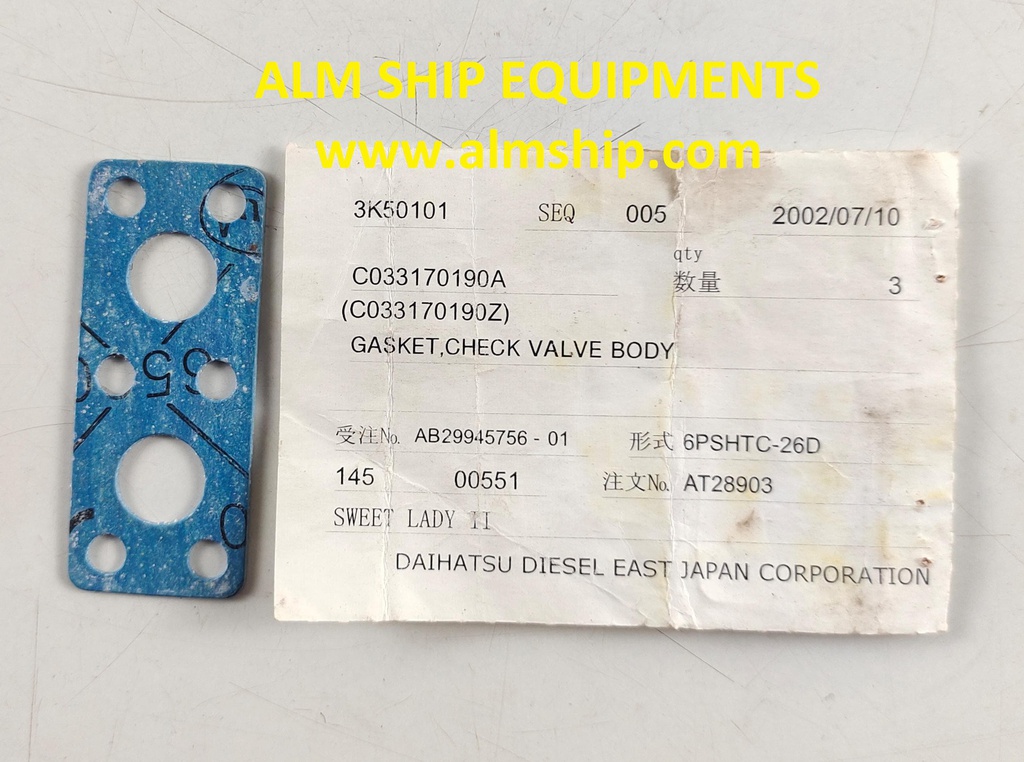 ALM SHIP EQUIPMENTS
www.almship.com
3K50101 SEQ 005 2002/07/10
qty
C033170190A 数量 3
(C033170190Z)
GASKET,CHECK VALVE BODY
受注No. AB29945756 - 01 形式 6PSHTC-26D
145 00551 注文No. AT28903
SWEET LADY II
DAIHATSU DIESEL EAST JAPAN CORPORATION